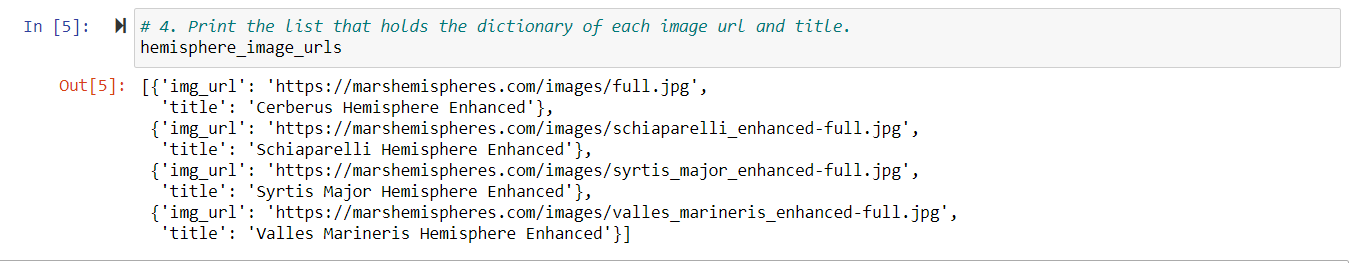 In [5]: # 4. Print the list that holds the dictionary of each image url and title.
hemisphere_image_urls
Out[5]: [{'img_url': 'https://marshemispheres.com/images/full.jpg',
'title': 'Cerberus Hemisphere Enhanced'},
{'img_url': 'https://marshemispheres.com/images/schiaparelli_enhanced-full.jpg',
'title': 'Schiaparelli Hemisphere Enhanced'},
{'img_url': 'https://marshemispheres.com/images/syrtis_major_enhanced-full.jpg',
'title': 'Syrtis Major Hemisphere Enhanced'},
{'img_url': 'https://marshemispheres.com/images/valles_marineris_enhanced-full.jpg',
'title': 'Valles Marineris Hemisphere Enhanced'}]